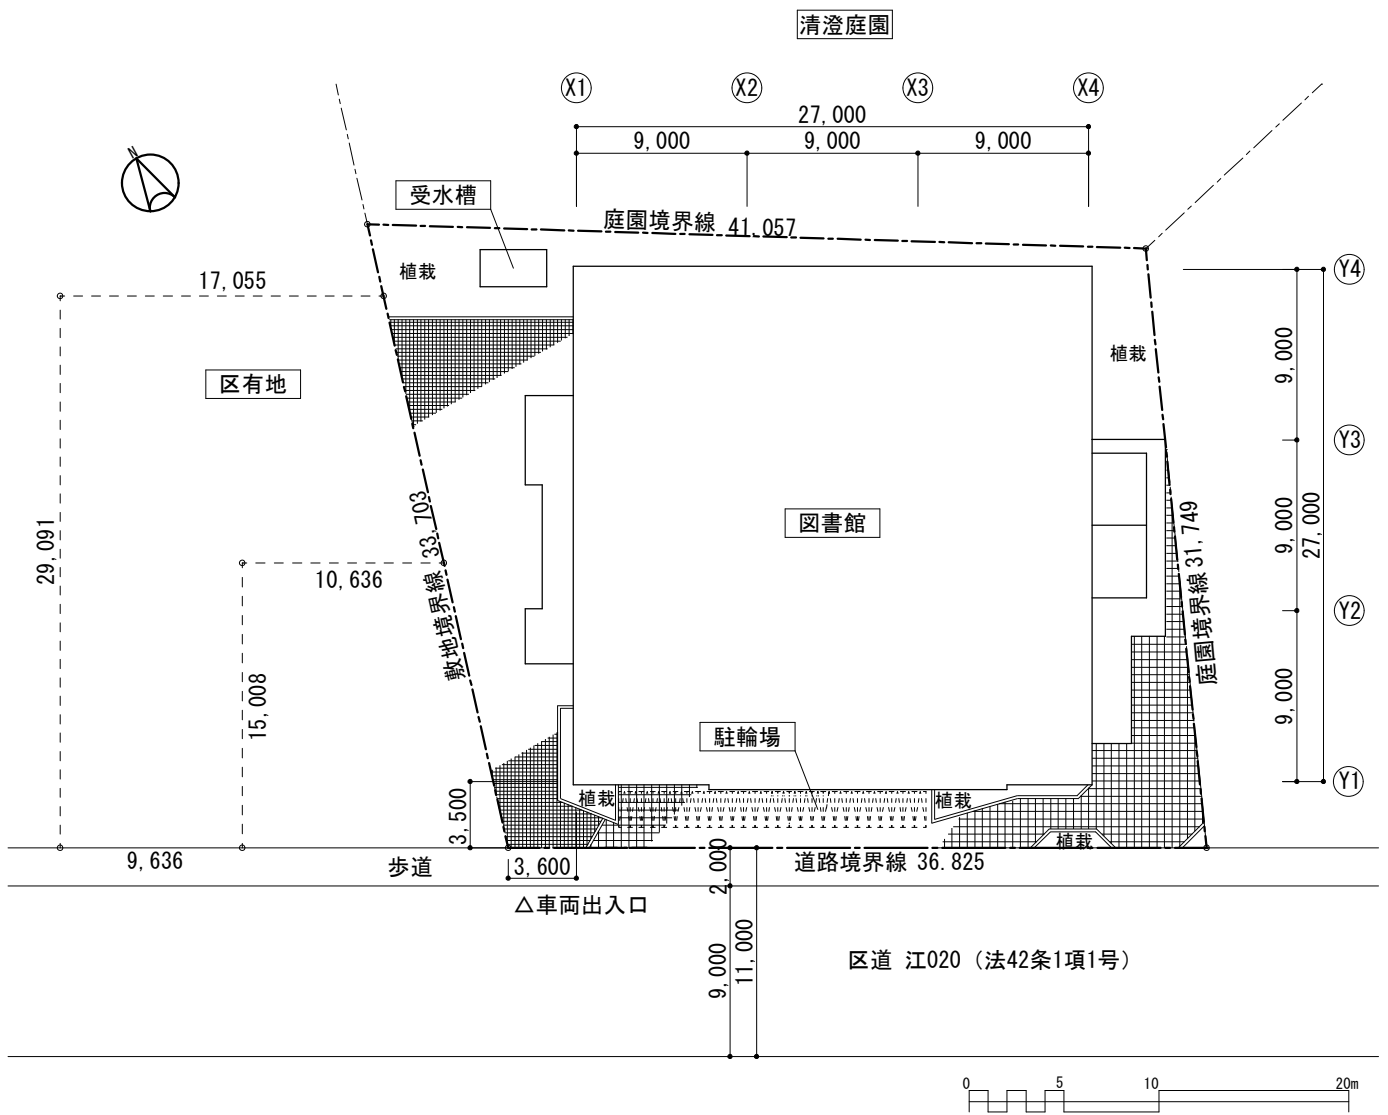 清澄庭園
X1
X2
X3
X4
27,000
9,000
9,000
9,000
N
受水槽
庭園境界線 41,057
植栽
17,055
Y4
植栽
9,000
区有地
Y3
29,091
敷地境界線 33,703
図書館
庭園境界線 31,749
9,000
27,000
10,636
Y2
15,008
9,000
駐輪場
Y1
植栽
植栽
3,500
植栽
9,636
歩道
3,600
2,000
道路境界線 36.825
△車両出入口
9,000
11,000
区道 江020（法42条1項1号）
0 5 10 20m